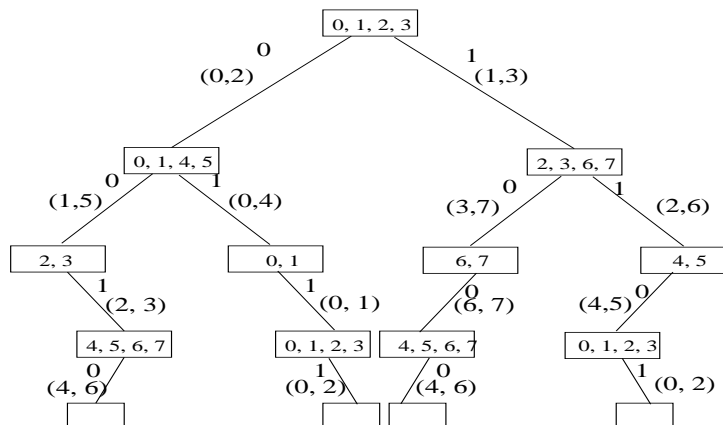 0, 1, 2, 3
0 1
(0,2) (1,3)
0, 1, 4, 5 2, 3, 6, 7
0 1 0 1
(1,5) (0,4) (3,7) (2,6)
2, 3 0, 1 6, 7 4, 5
1 1 0 0
(2, 3) (0, 1) (6, 7) (4,5)
4, 5, 6, 7 0, 1, 2, 3 4, 5, 6, 7 0, 1, 2, 3
0 1 0 1
(4, 6) (0, 2) (4, 6) (0, 2)